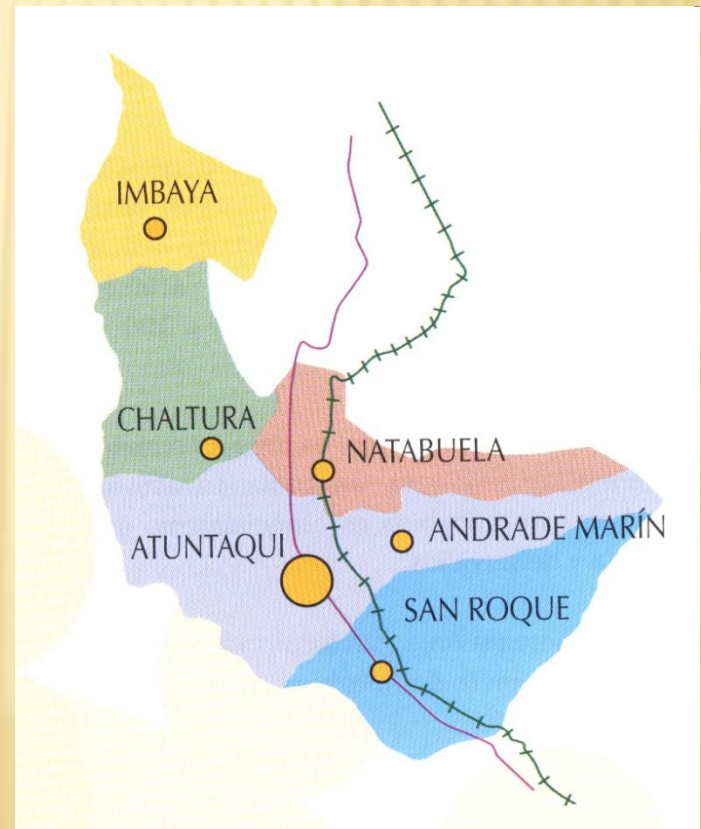 IMBAYA
CHALTURA
NATABUELA
ANDRADE MARÍN
ATUNTAQUI
SAN ROQUE